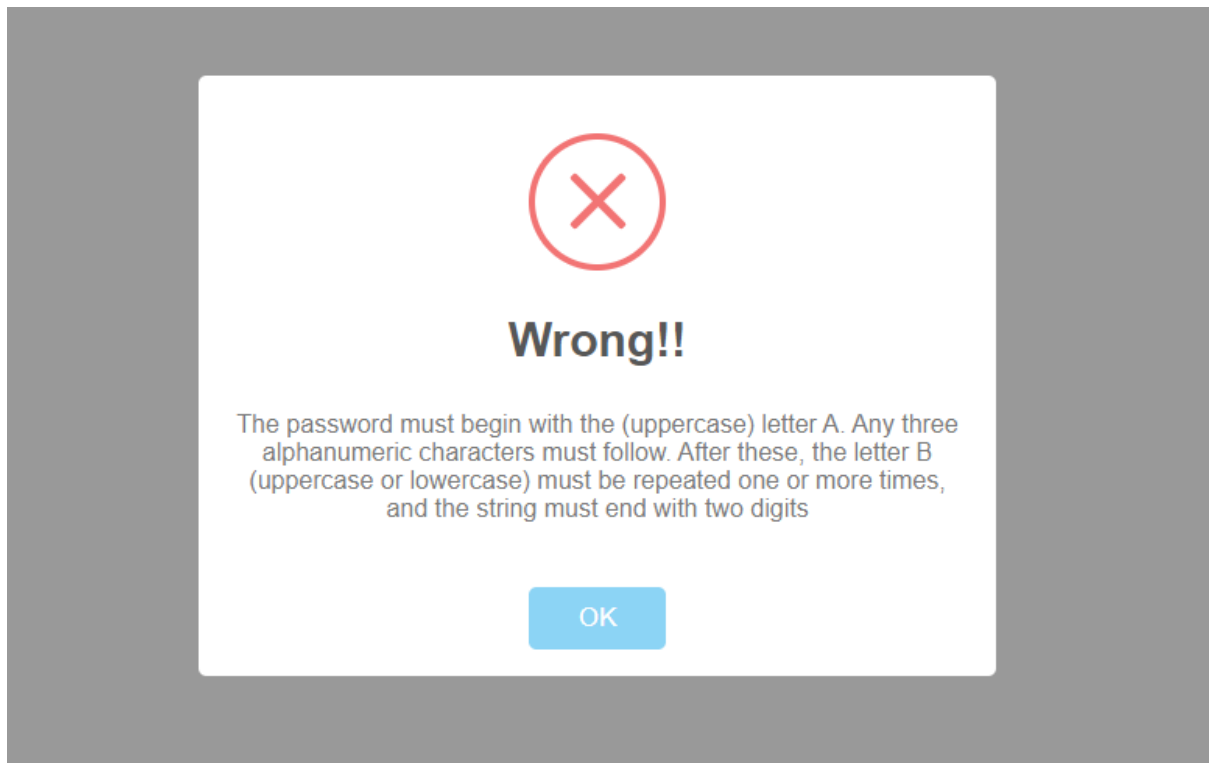 Wrong!!
The password must begin with the (uppercase) letter A. Any three
alphanumeric characters must follow. After these, the letter B
(uppercase or lowercase) must be repeated one or more times,
and the string must end with two digits
OK